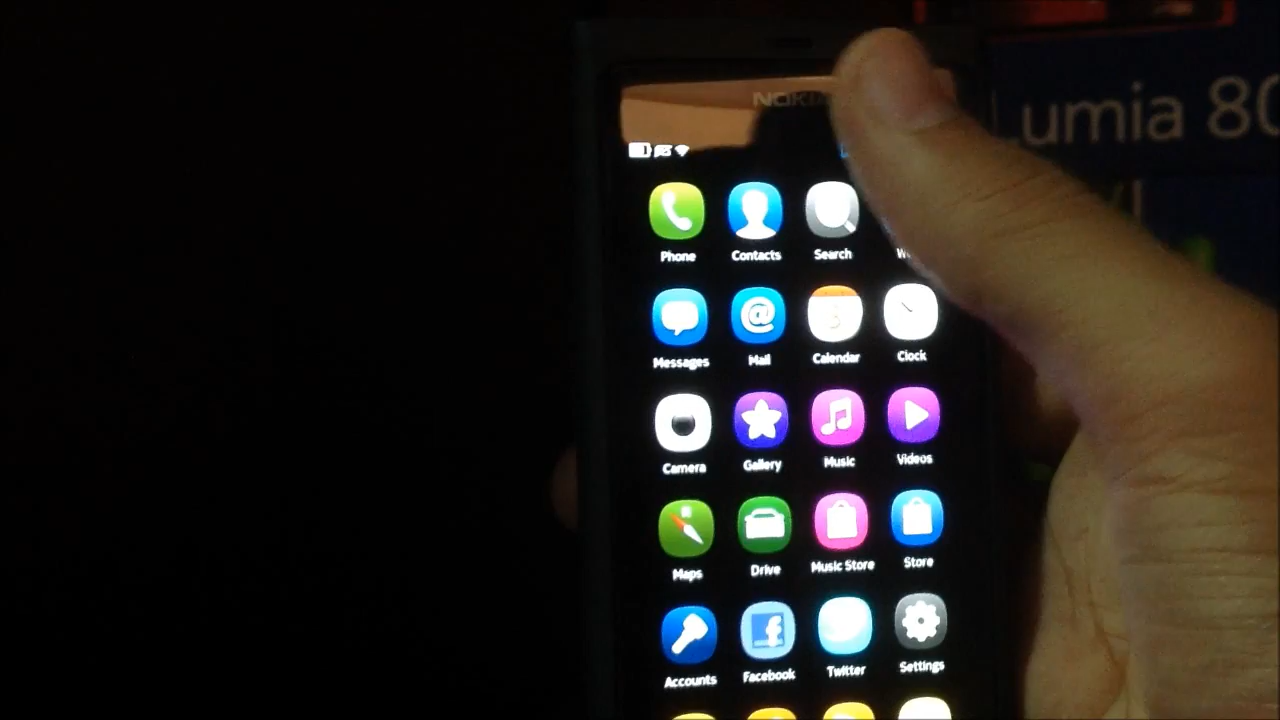 NOKIA
Lumia 80
Phone
Contacts
Search
Messages
Mail
Calendar
Clock
Camera
Gallery
Music
Videos
Maps
Drive
Music Store
Store
Accounts
Facebook
Twitter
Settings